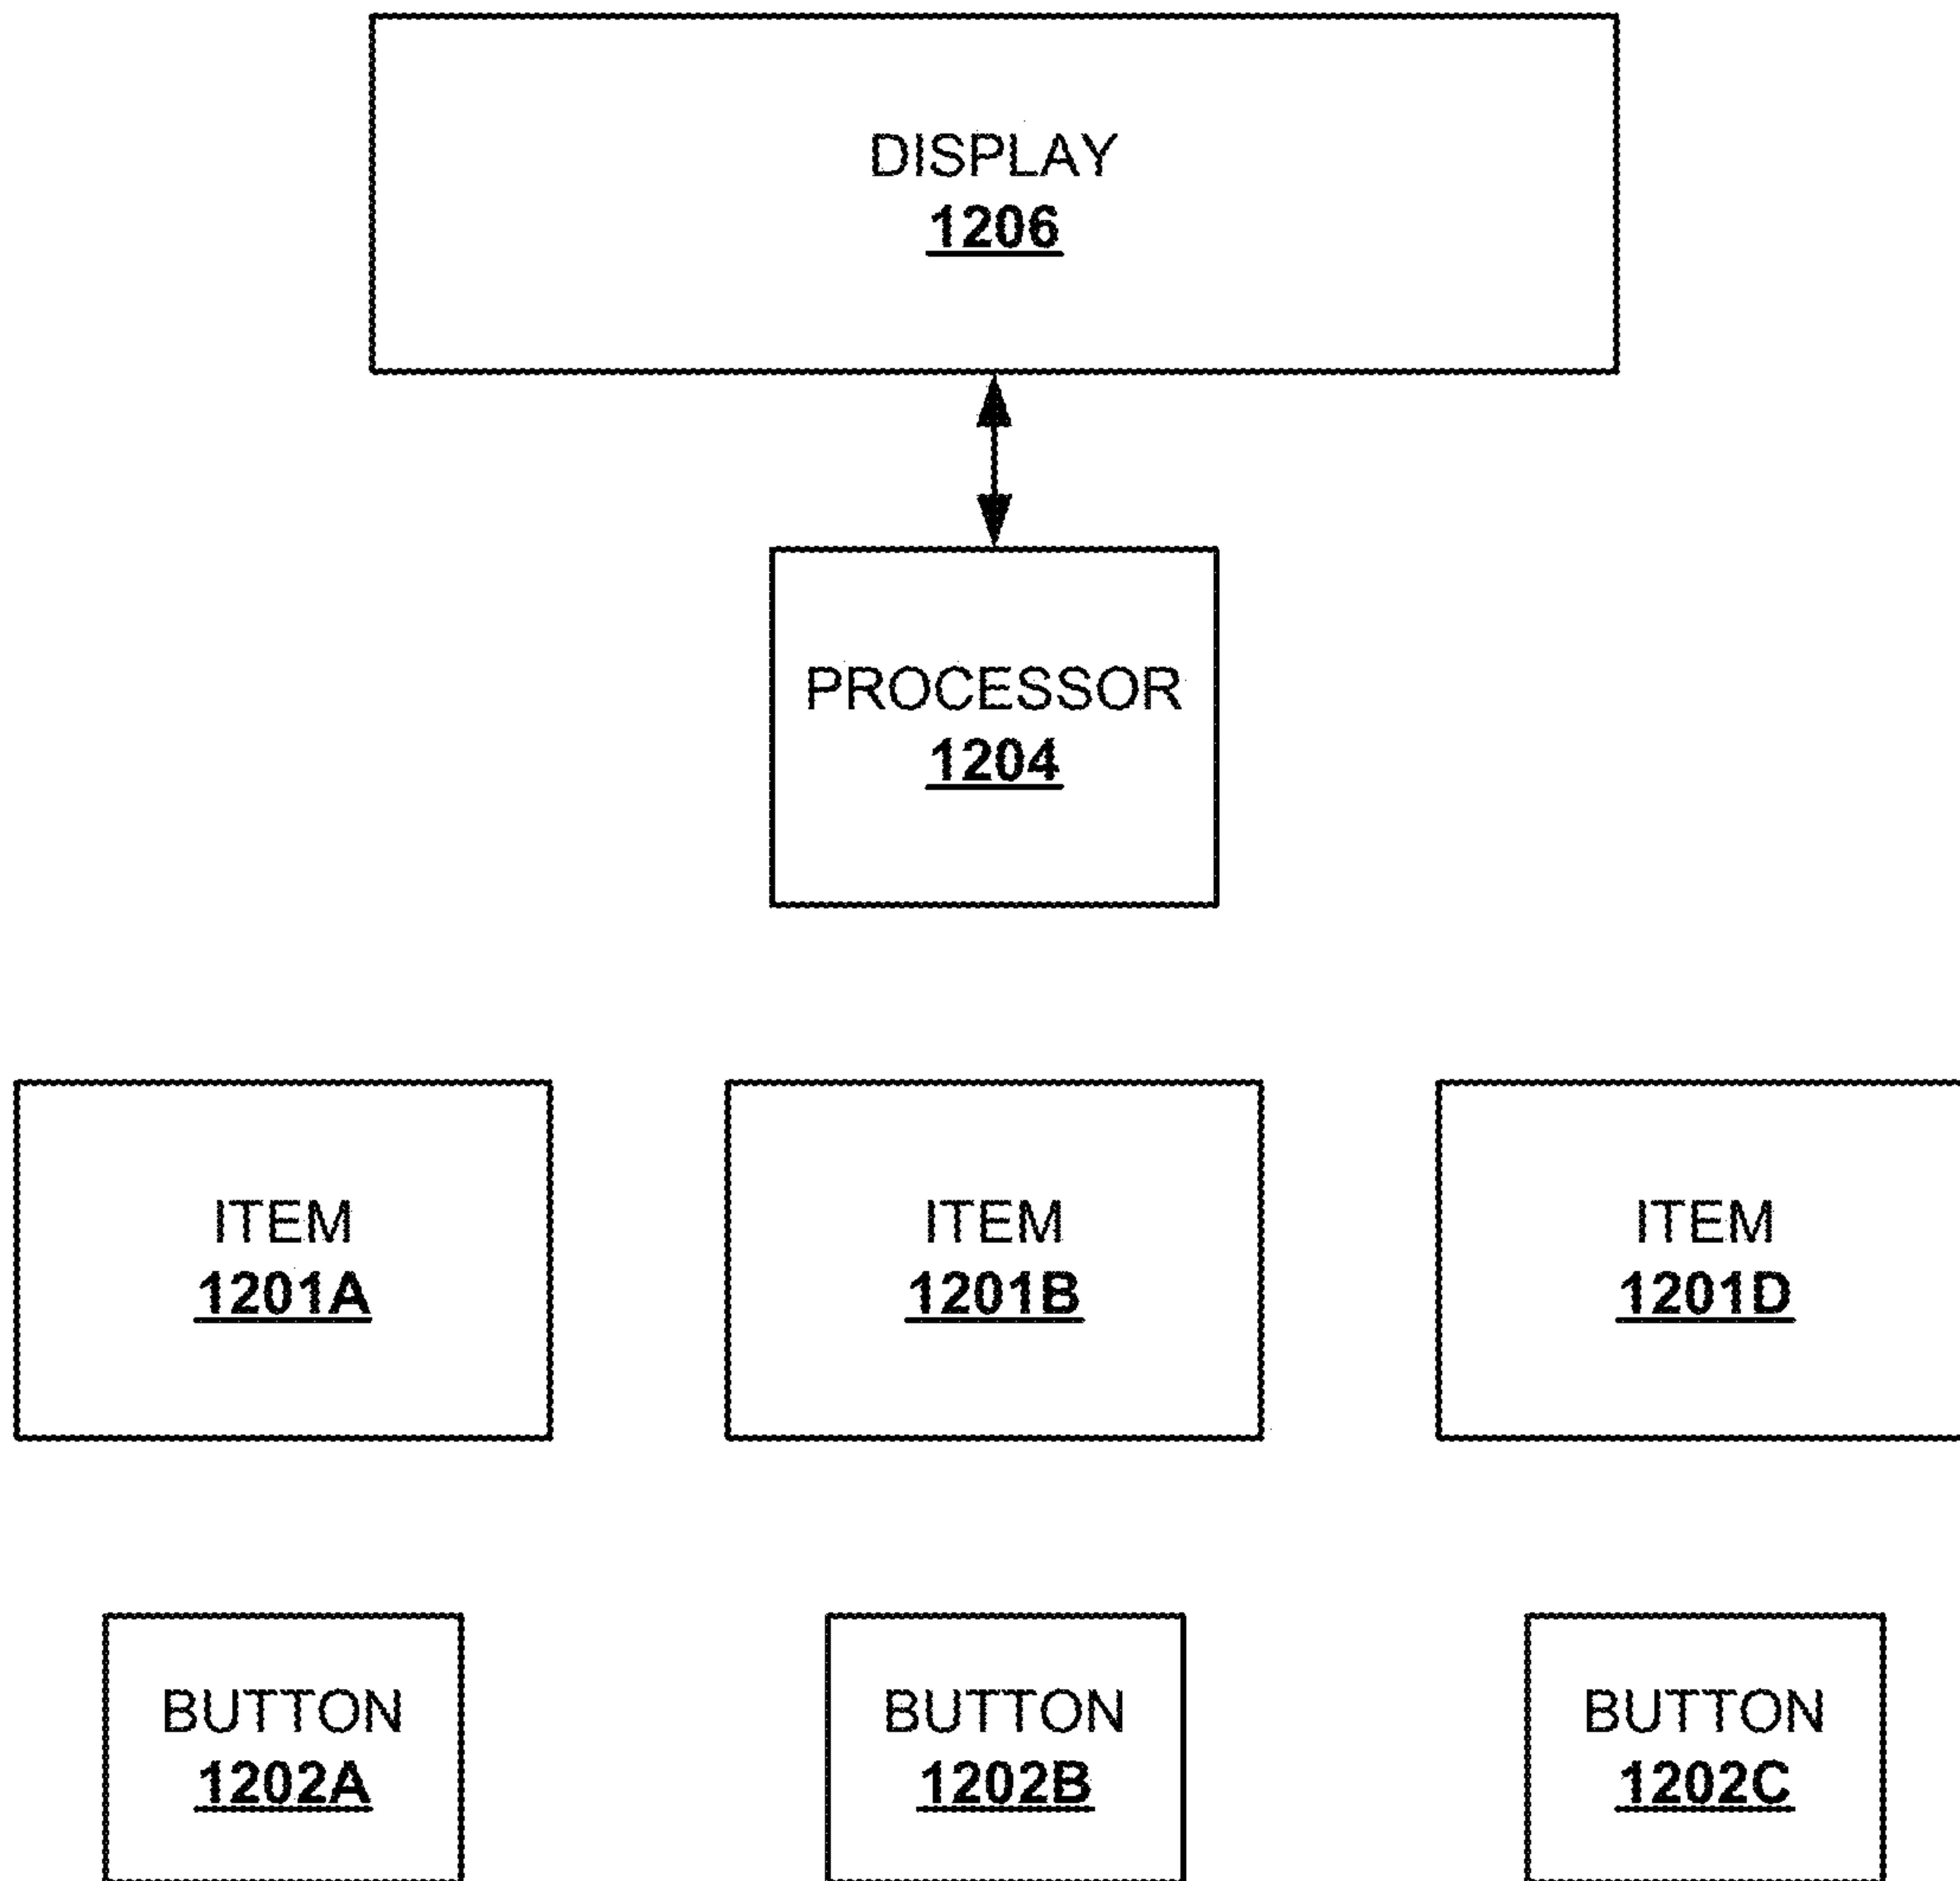 DISPLAY
1206
PROCESSOR
1204
ITEM
1201A
ITEM
1201B
ITEM
1201D
BUTTON
1202A
BUTTON
1202B
BUTTON
1202C